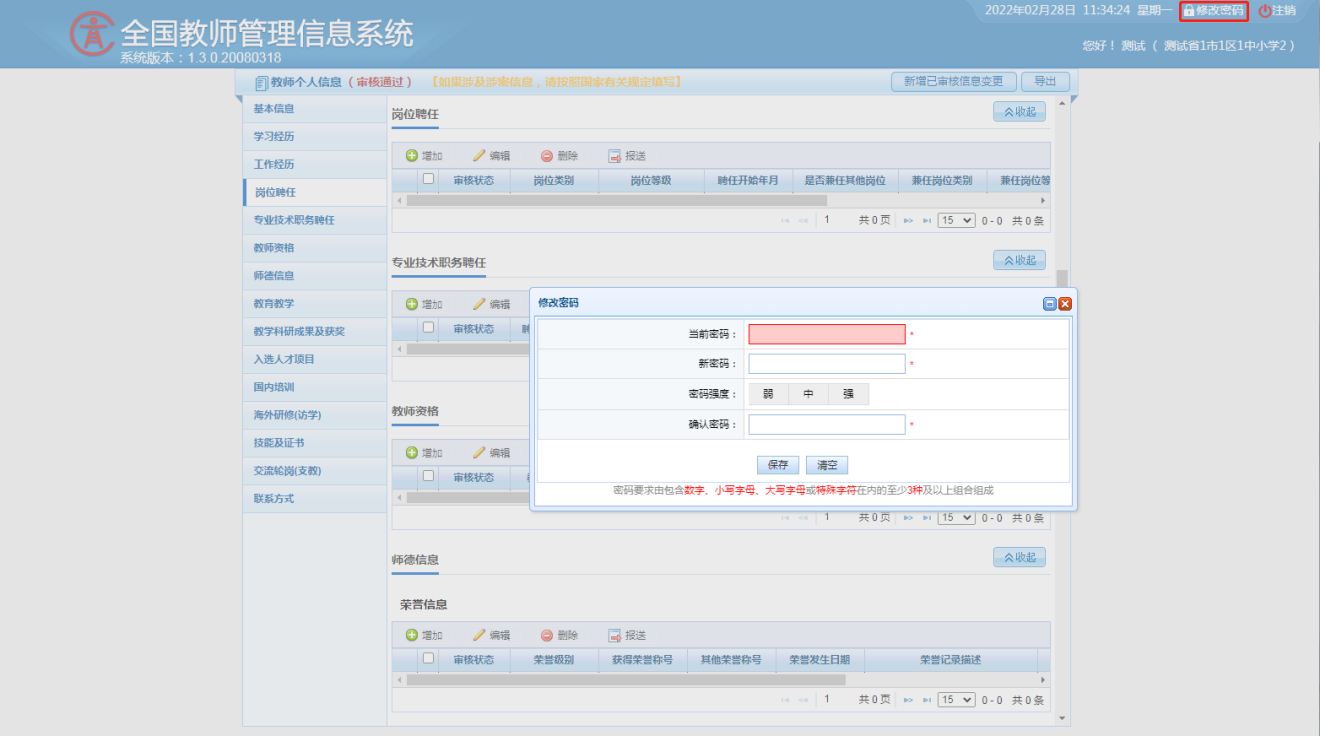 2022年02月28日 11:34:24 星期一 修改密码 注销
全国教师管理信息系统
系统版本：1.3.0.20080318
您好！ 测试 （ 测试省1市1区1中小学2 ）
教师个人信息（审核通过） 【如果涉及涉密信息，请按照国家有关规定填写】 新增已审核信息变更 导出
基本信息
学习经历
工作经历
岗位聘任
专业技术职务聘任
教师资格
师德信息
教育教学
教学科研成果及获奖
入选人才项目
国内培训
海外研修(访学)
技能及证书
交流轮岗(支教)
联系方式
岗位聘任 收起
增加 编辑 删除 报送
审核状态 岗位类别 岗位等级 聘任开始年月 是否兼任其他岗位 兼任岗位类别 兼任岗位等
1 共0页 15 0-0 共0条
专业技术职务聘任 收起
增加 编辑
审核状态
教师资格
增加 编辑
审核状态
1 共0页 15 0-0 共0条
修改密码
当前密码： *
新密码： *
密码强度： 弱 中 强
确认密码： *
保存 清空
密码要求由包含数字、小写字母、大写字母或特殊字符在内的至少3种及以上组合组成
师德信息 收起
荣誉信息
增加 编辑 删除 报送
审核状态 荣誉级别 获得荣誉称号 其他荣誉称号 荣誉发生日期 荣誉记录描述
1 共0页 15 0-0 共0条